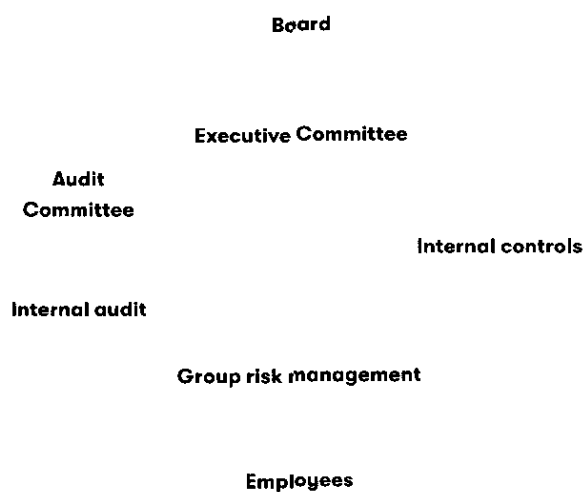 Board
Executive Committee
Audit
Committee
Internal controls
Internal audit
Group risk management
Employees